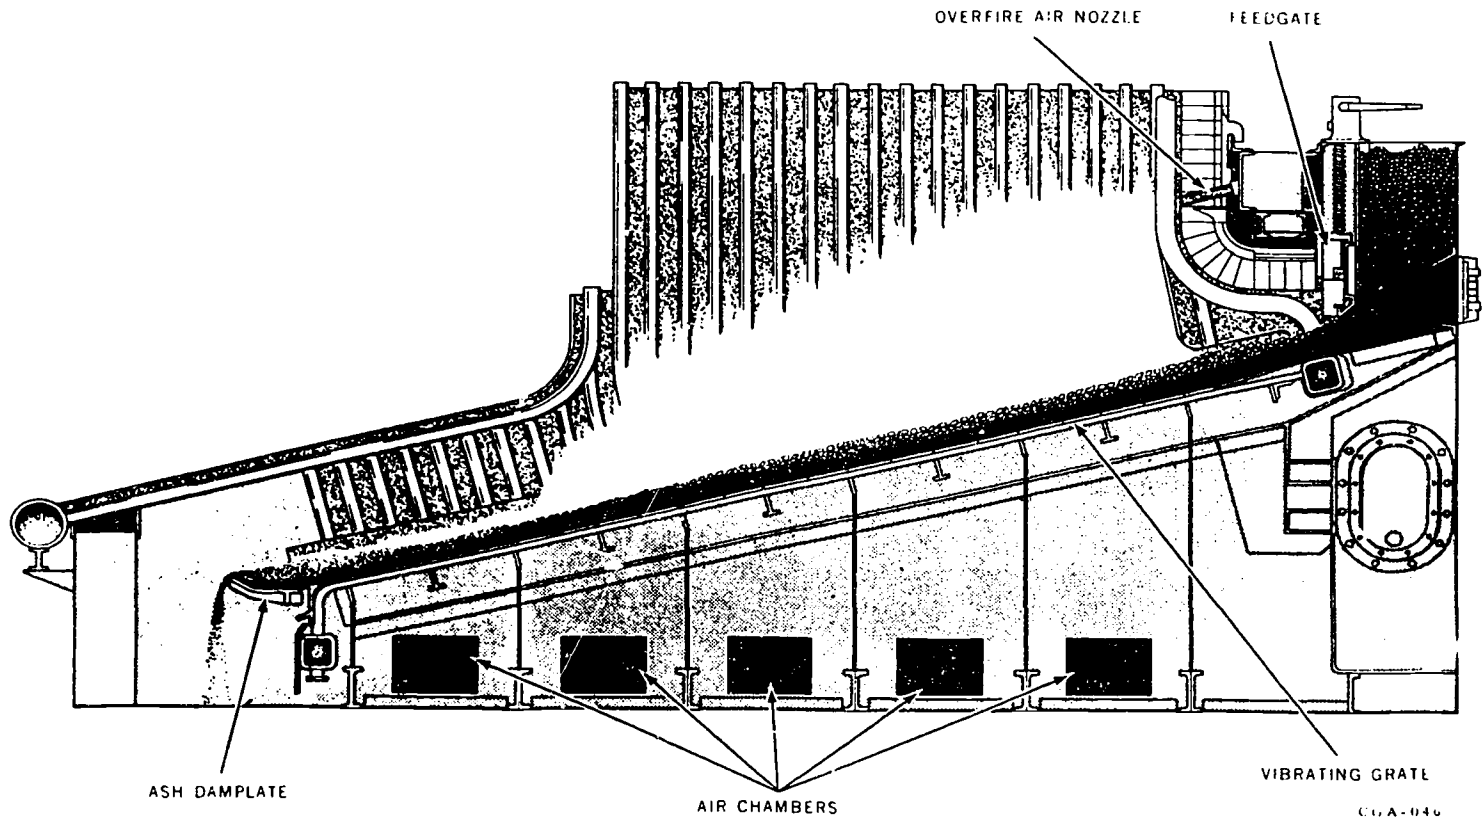 OVERFIRE AIR NOZZLE
FEEDGATE
ASH DAMPLATE
AIR CHAMBERS
VIBRATING GRATE